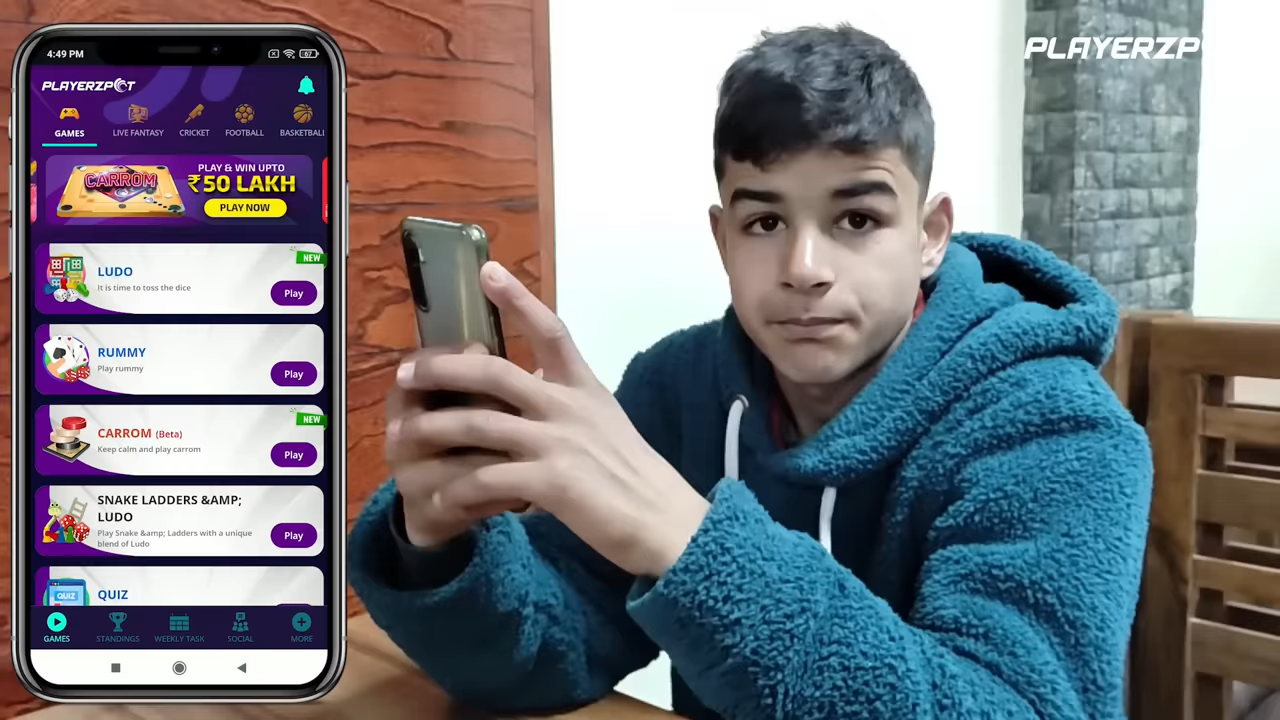 4:49 PM
67
PLAYERZPOT
GAMES
LIVE FANTASY
CRICKET
FOOTBALL
BASKETBALL
CARROM
PLAY & WIN UPTO
₹50 LAKH
PLAY NOW
NEW
LUDO
It is time to toss the dice
Play
RUMMY
Play rummy
Play
NEW
CARROM (Beta)
Keep calm and play carrom
Play
SNAKE LADDERS &AMP;
LUDO
Play Snake &amp; Ladders with a unique
blend of Ludo
Play
QUIZ
QUIZ
GAMES
STANDINGS
WEEKLY TASK
SOCIAL
MORE
PLAYERZP